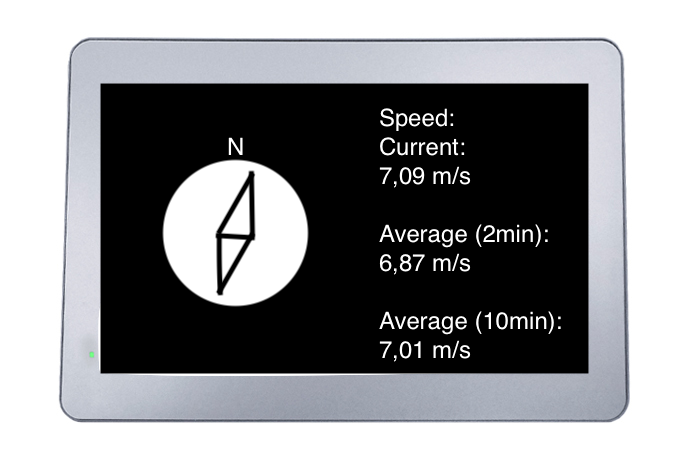 N
Speed:
Current:
7,09 m/s
Average (2min):
6,87 m/s
Average (10min):
7,01 m/s